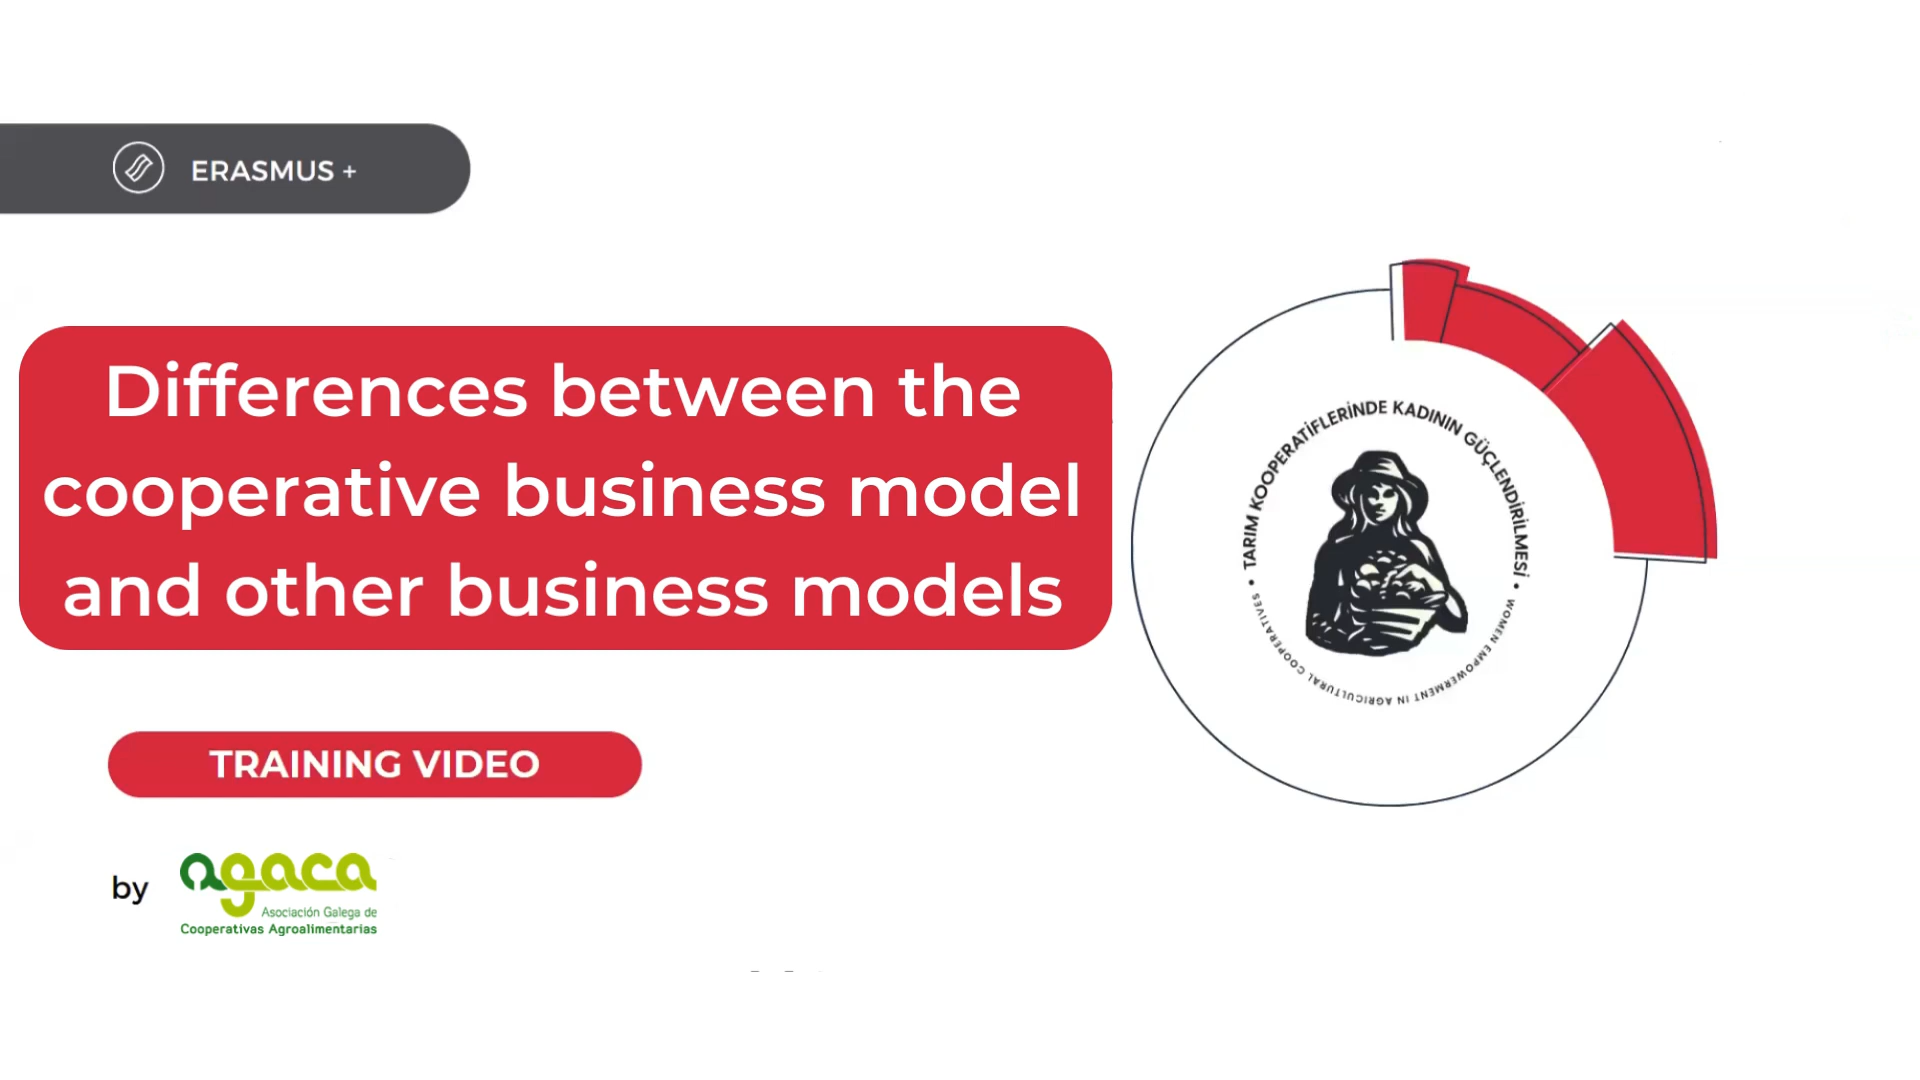 ERASMUS +
Differences between the
cooperative business model
and other business models
TARIM KOOPERATİFLERİNDE KADININ GÜÇLENDİRİLMESİ •
WOMEN EMPOWERMENT IN AGRICULTURAL COOPERATIVES •
TRAINING VIDEO
by
agaca
Asociación Galega de
Cooperativas Agroalimentarias